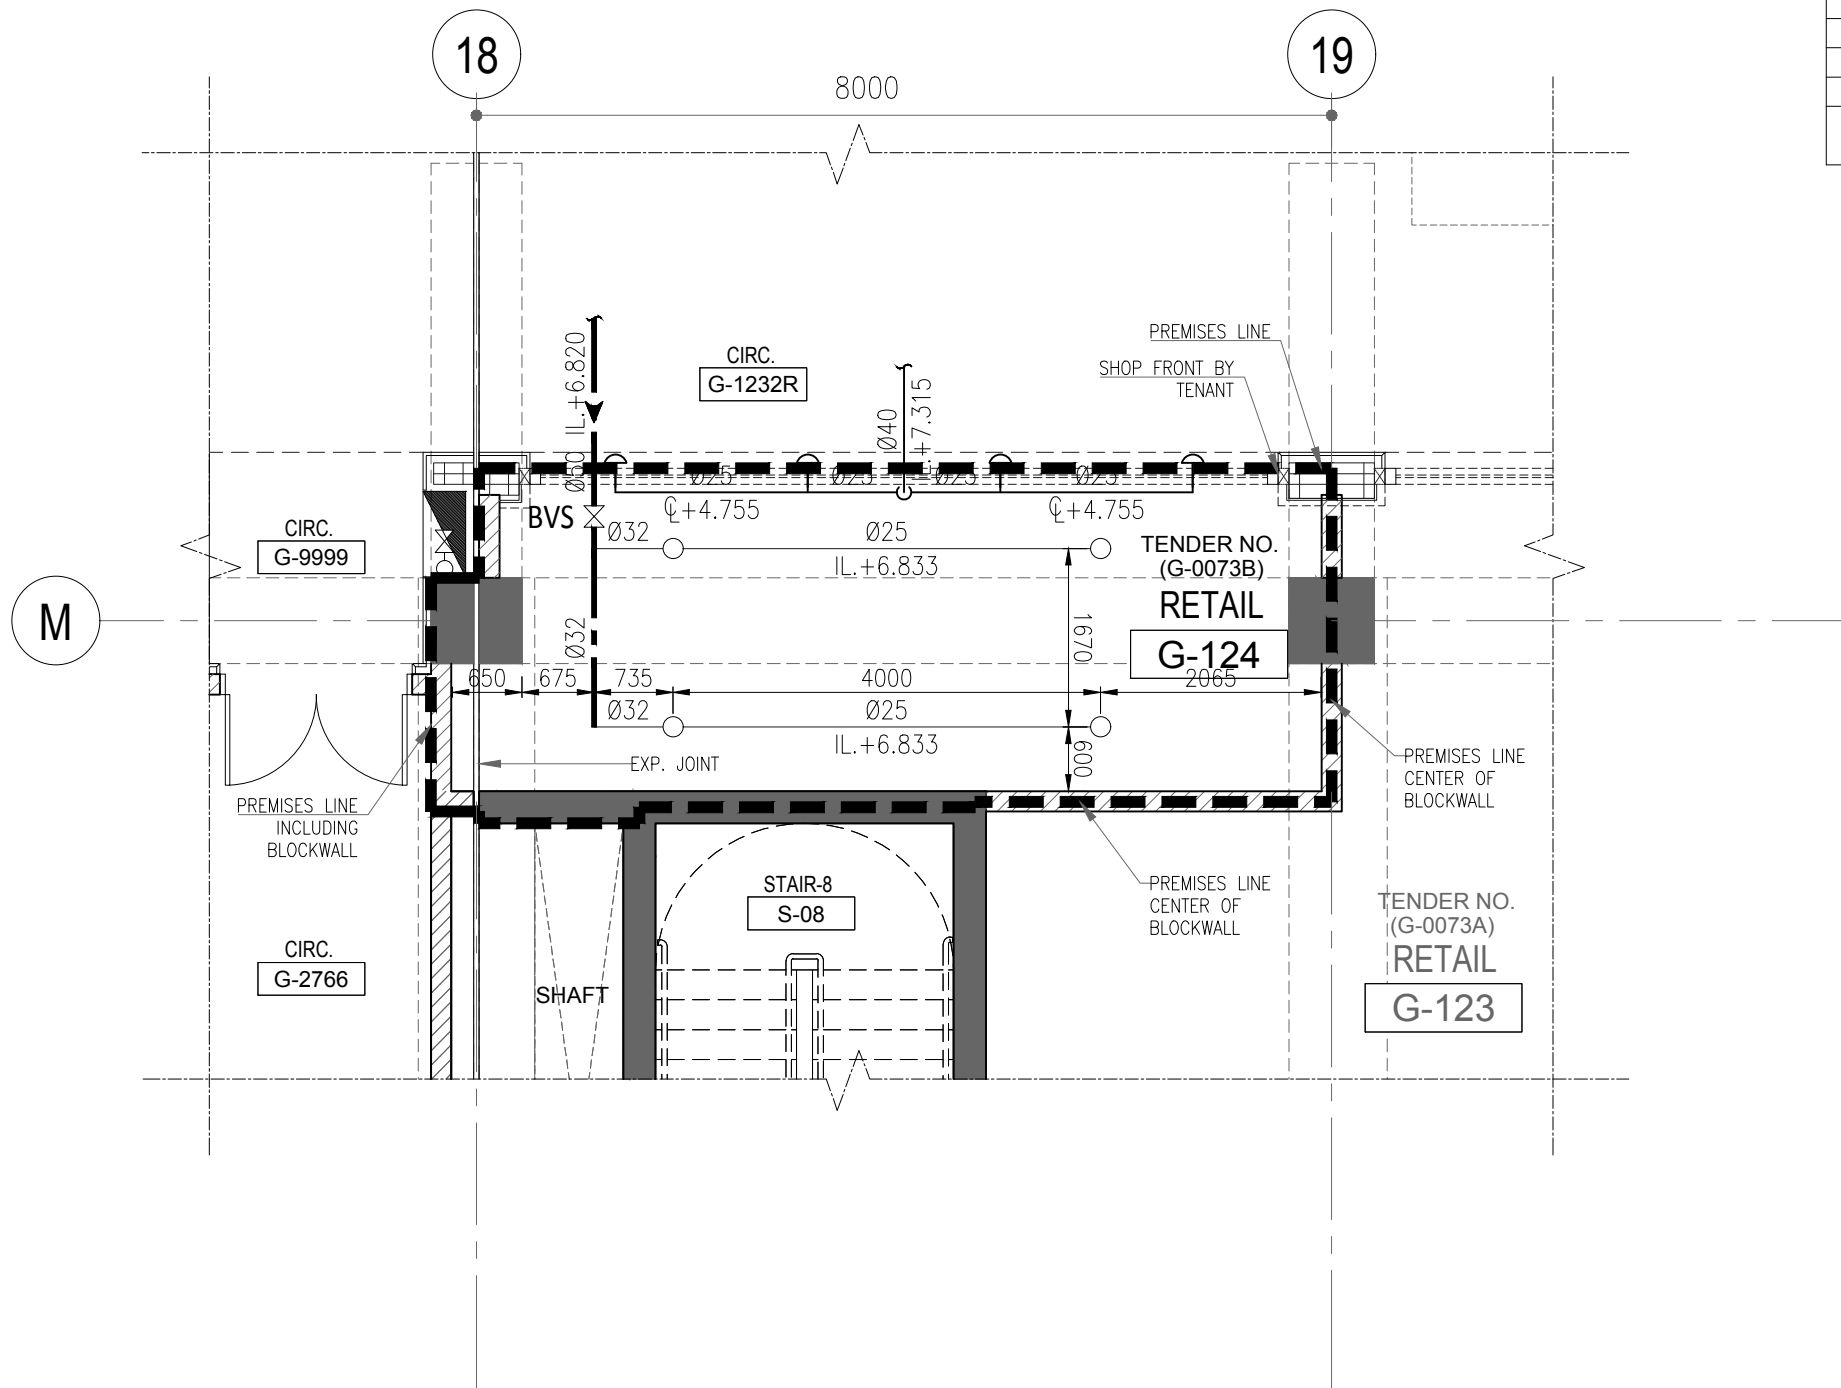 18
19
8000
PREMISES LINE
SHOP FRONT BY
TENANT
CIRC.
G-1232R
Ø50 IL.+6.820
Ø40
IL.+7.315
Ø25
Ø25
Ø25
Ø25
℄+4.755
℄+4.755
BVS
CIRC.
G-9999
Ø32
Ø25
IL.+6.833
TENDER NO.
(G-0073B)
RETAIL
G-124
M
Ø32
1670
650
675
735
4000
2065
Ø32
Ø25
IL.+6.833
600
EXP. JOINT
PREMISES LINE
CENTER OF
BLOCKWALL
PREMISES LINE
INCLUDING
BLOCKWALL
STAIR-8
S-08
PREMISES LINE
CENTER OF
BLOCKWALL
TENDER NO.
(G-0073A)
RETAIL
G-123
CIRC.
G-2766
SHAFT